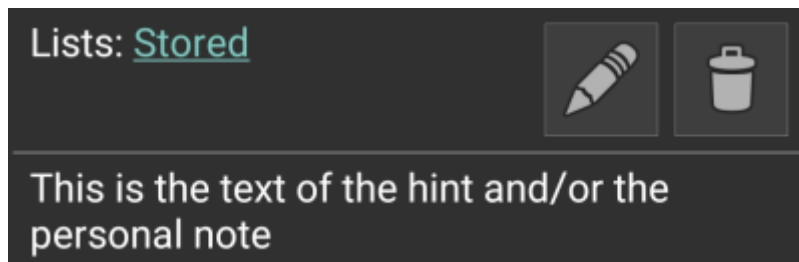 Lists: Stored
This is the text of the hint and/or the
personal note